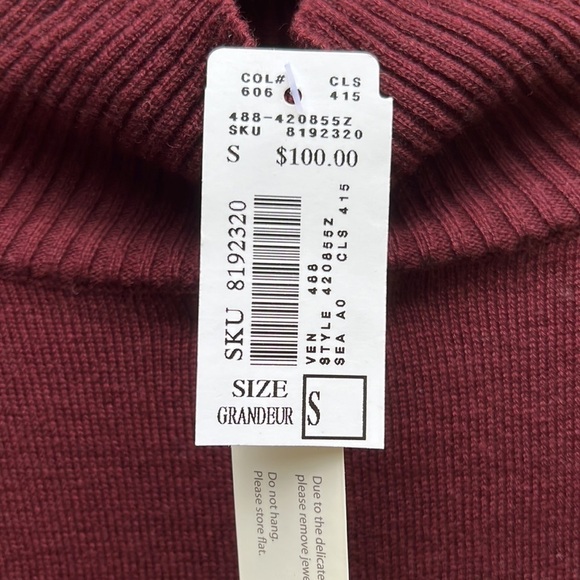 COL# CLS
606 415
488-420855Z
SKU 8192320
S $100.00
SKU 8192320
VEN 488
STYLE 420855Z
SEA A0 CLS 415
SIZE
GRANDEUR
S
Due to the delicate
please remove jewe
Do not hang.
Please store flat.